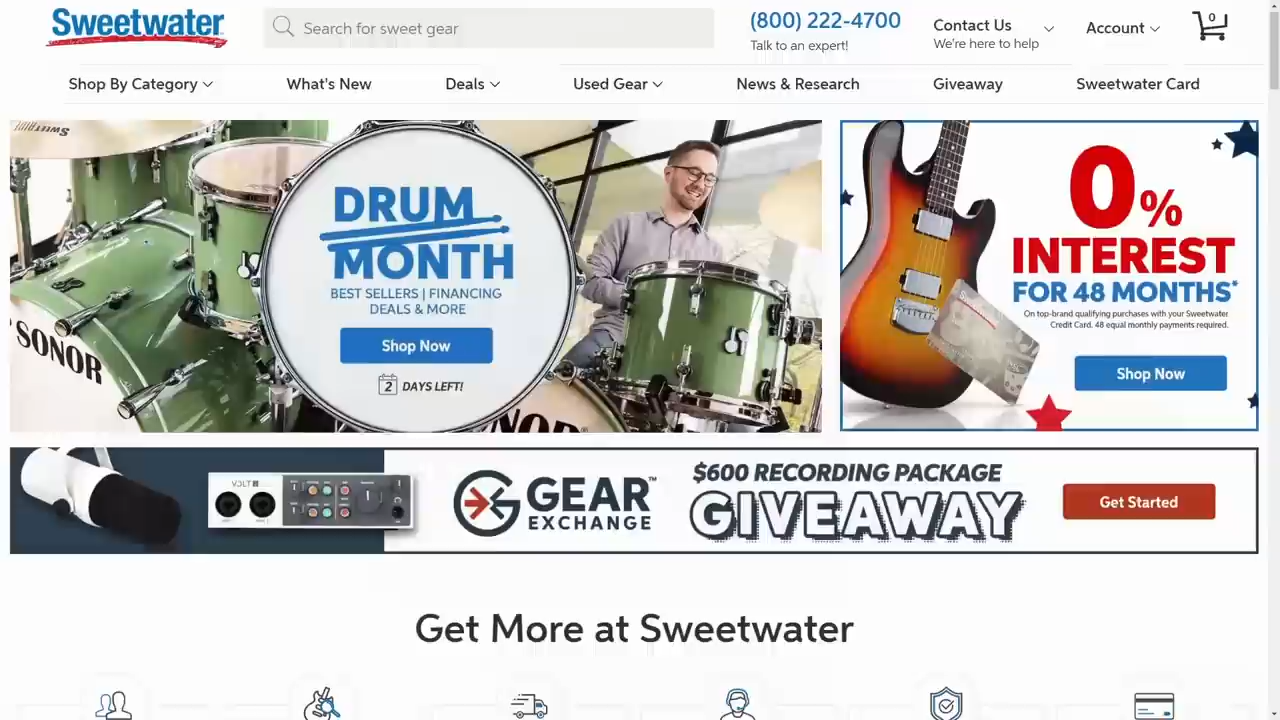 Sweetwater
Search for sweet gear
(800) 222-4700
Talk to an expert!
Contact Us
We're here to help
Account
0
Shop By Category
What's New
Deals
Used Gear
News & Research
Giveaway
Sweetwater Card
DRUM
MONTH
BEST SELLERS | FINANCING
DEALS & MORE
Shop Now
2 DAYS LEFT!
SONOR
SONOR
0%
INTEREST
FOR 48 MONTHS*
On top-brand qualifying purchases with your Sweetwater
Credit Card. 48 equal monthly payments required.
Shop Now
VOLT
GEAR™
EXCHANGE
$600 RECORDING PACKAGE
GIVEAWAY
Get Started
Get More at Sweetwater